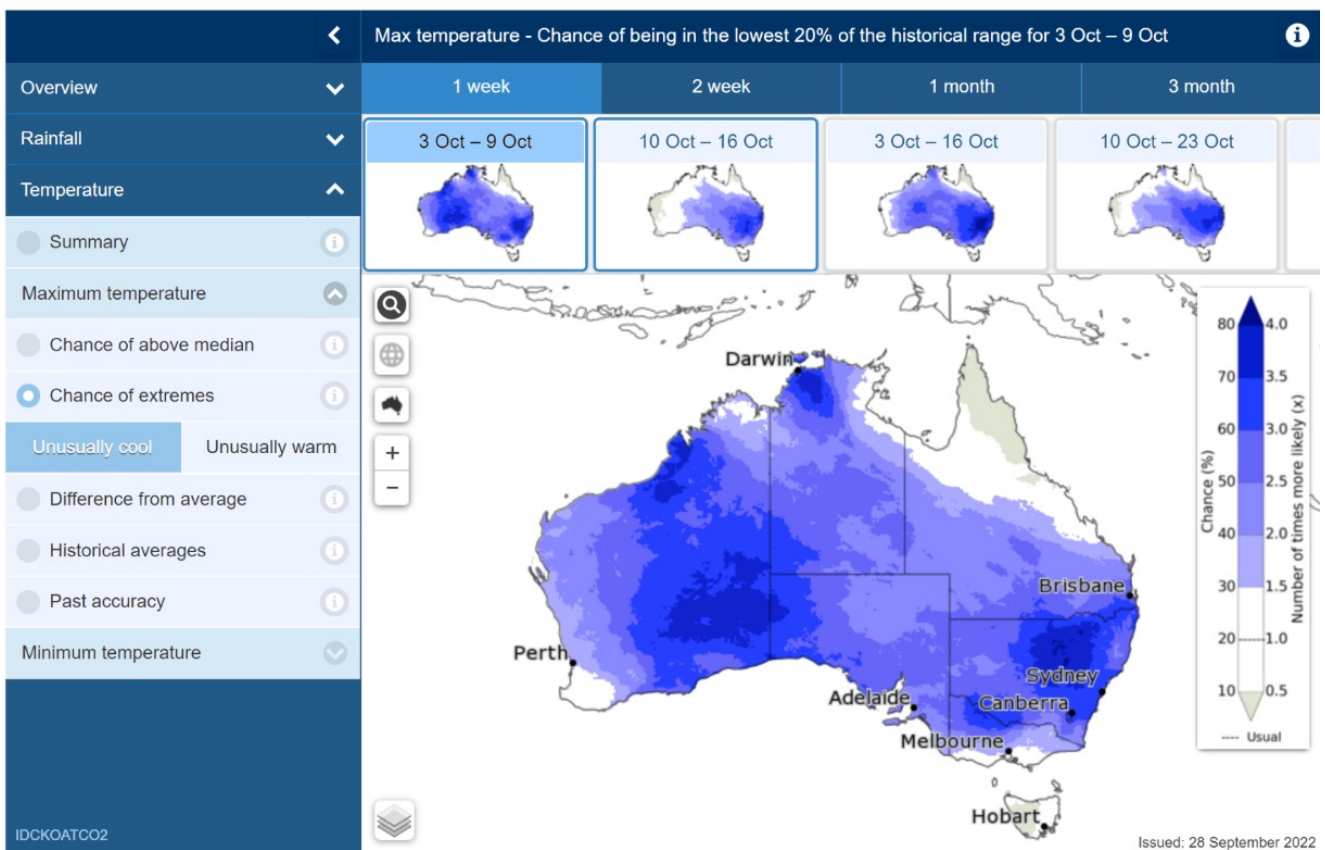 Max temperature - Chance of being in the lowest 20% of the historical range for 3 Oct – 9 Oct
Overview
Rainfall
Temperature
Summary
Maximum temperature
Chance of above median
Chance of extremes
Unusually cool
Unusually warm
Difference from average
Historical averages
Past accuracy
Minimum temperature
IDCKOATCO2
1 week
2 week
1 month
3 month
3 Oct – 9 Oct
10 Oct – 16 Oct
3 Oct – 16 Oct
10 Oct – 23 Oct
Darwin
Brisbane
Perth
Sydney
Adelaide
Canberra
Melbourne
Hobart
Chance (%)
80
70
60
50
40
30
20
10
4.0
3.5
3.0
2.5
2.0
1.5
1.0
0.5
Number of times more likely (x)
---- Usual
Issued: 28 September 2022